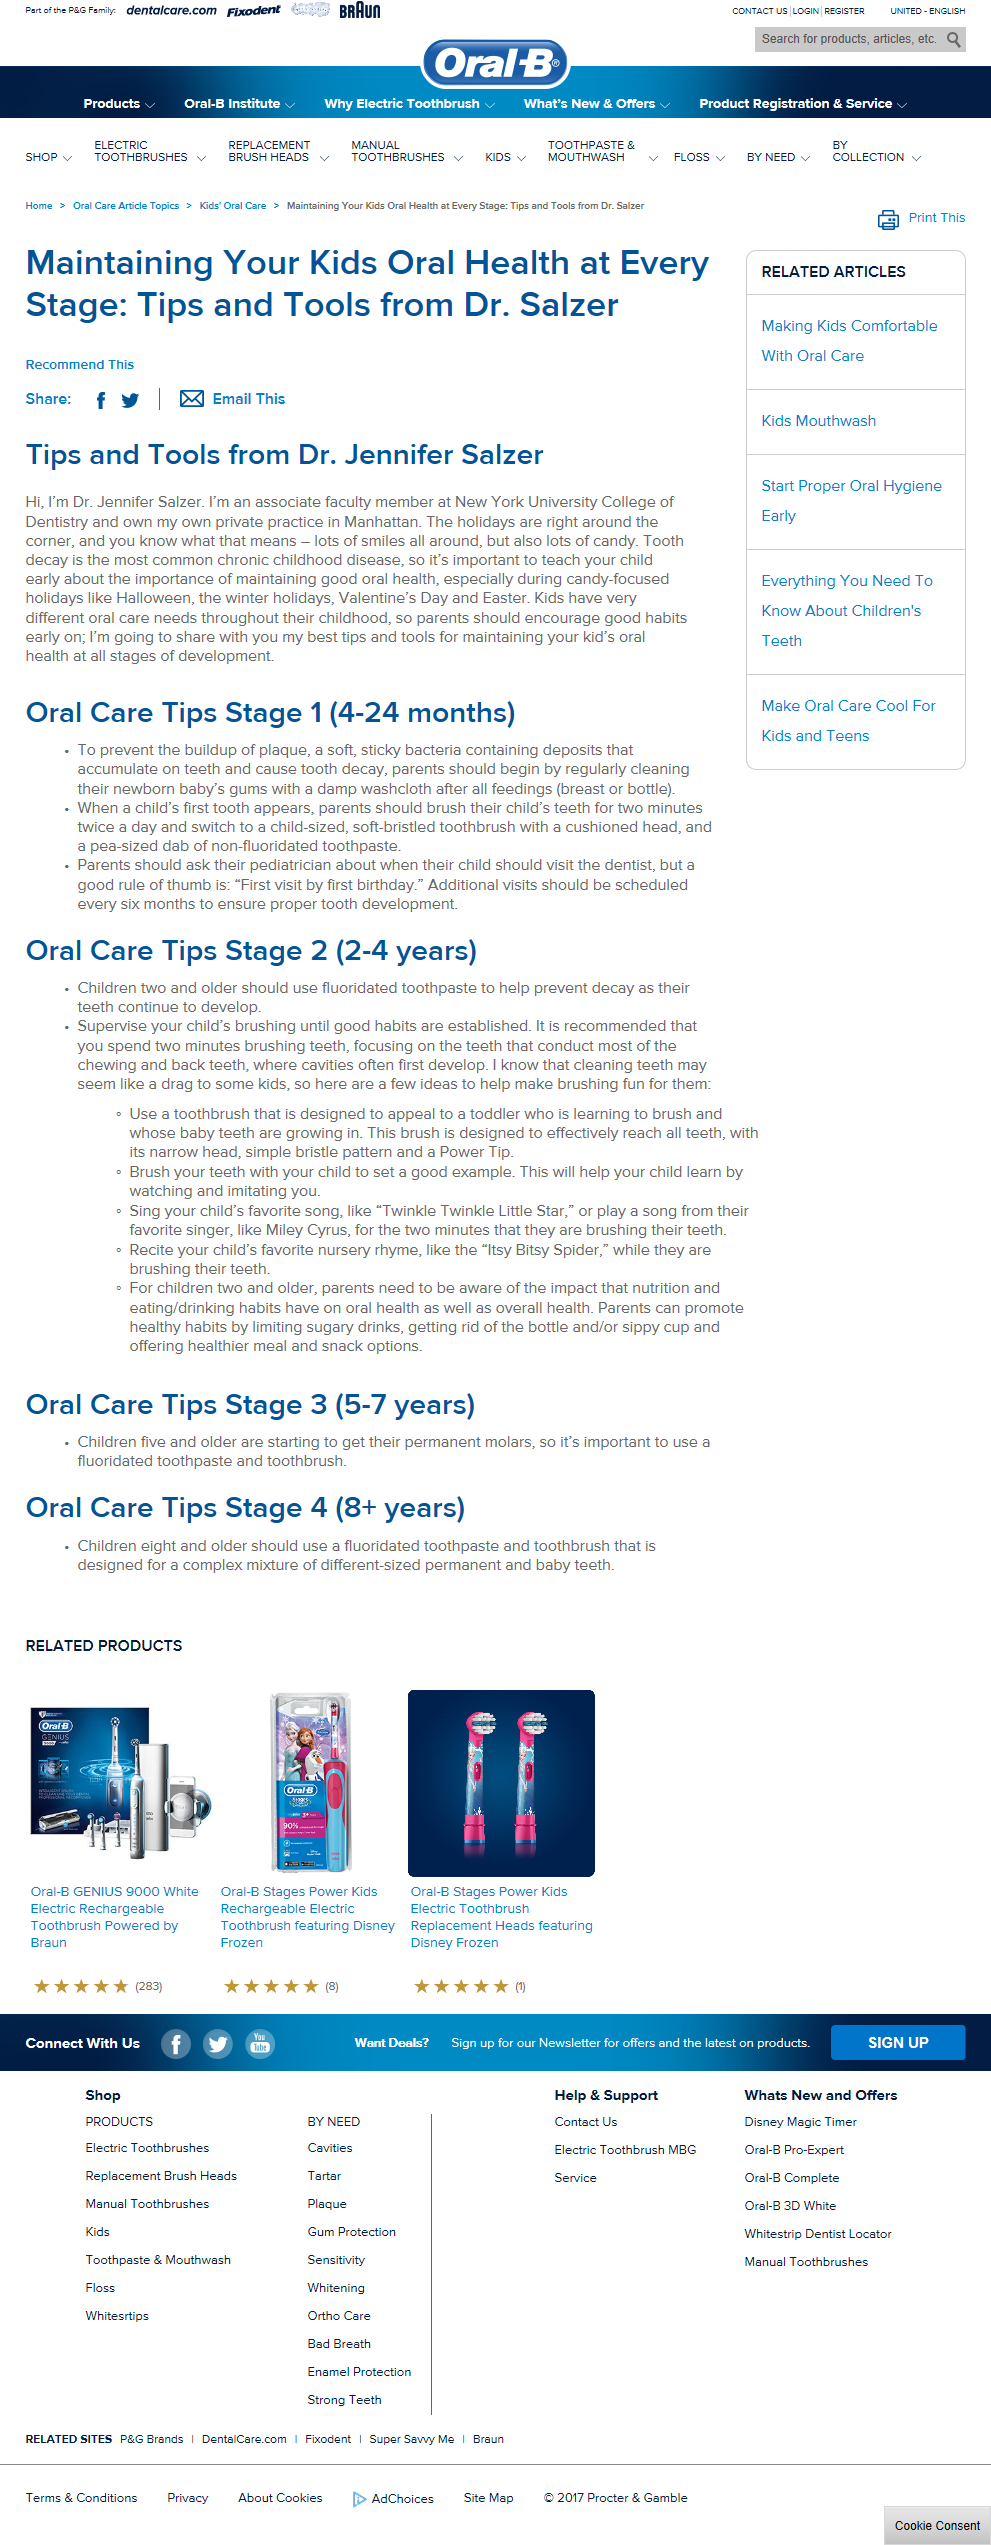 Part of the P&G Family:
dentalcare.com
Fixodent
BRAUN
CONTACT US | LOGIN | REGISTER
UNITED - ENGLISH
Search for products, articles, etc.
Oral-B®
Products
Oral-B Institute
Why Electric Toothbrush
What's New & Offers
Product Registration & Service
SHOP
ELECTRIC
TOOTHBRUSHES
REPLACEMENT
BRUSH HEADS
MANUAL
TOOTHBRUSHES
KIDS
TOOTHPASTE &
MOUTHWASH
FLOSS
BY NEED
BY
COLLECTION
Home > Oral Care Article Topics > Kids' Oral Care > Maintaining Your Kids Oral Health at Every Stage: Tips and Tools from Dr. Salzer
Print This
Maintaining Your Kids Oral Health at Every
Stage: Tips and Tools from Dr. Salzer
Recommend This
Share:
Email This
Tips and Tools from Dr. Jennifer Salzer
Hi, I'm Dr. Jennifer Salzer. I'm an associate faculty member at New York University College of
Dentistry and own my own private practice in Manhattan. The holidays are right around the
corner, and you know what that means – lots of smiles all around, but also lots of candy. Tooth
decay is the most common chronic childhood disease, so it's important to teach your child
early about the importance of maintaining good oral health, especially during candy-focused
holidays like Halloween, the winter holidays, Valentine's Day and Easter. Kids have very
different oral care needs throughout their childhood, so parents should encourage good habits
early on; I'm going to share with you my best tips and tools for maintaining your kid's oral
health at all stages of development.
Oral Care Tips Stage 1 (4-24 months)
• To prevent the buildup of plaque, a soft, sticky bacteria containing deposits that
accumulate on teeth and cause tooth decay, parents should begin by regularly cleaning
their newborn baby's gums with a damp washcloth after all feedings (breast or bottle).
• When a child's first tooth appears, parents should brush their child's teeth for two minutes
twice a day and switch to a child-sized, soft-bristled toothbrush with a cushioned head, and
a pea-sized dab of non-fluoridated toothpaste.
• Parents should ask their pediatrician about when their child should visit the dentist, but a
good rule of thumb is: "First visit by first birthday." Additional visits should be scheduled
every six months to ensure proper tooth development.
Oral Care Tips Stage 2 (2-4 years)
• Children two and older should use fluoridated toothpaste to help prevent decay as their
teeth continue to develop.
• Supervise your child's brushing until good habits are established. It is recommended that
you spend two minutes brushing teeth, focusing on the teeth that conduct most of the
chewing and back teeth, where cavities often first develop. I know that cleaning teeth may
seem like a drag to some kids, so here are a few ideas to help make brushing fun for them:
◦ Use a toothbrush that is designed to appeal to a toddler who is learning to brush and
whose baby teeth are growing in. This brush is designed to effectively reach all teeth, with
its narrow head, simple bristle pattern and a Power Tip.
◦ Brush your teeth with your child to set a good example. This will help your child learn by
watching and imitating you.
◦ Sing your child's favorite song, like "Twinkle Twinkle Little Star," or play a song from their
favorite singer, like Miley Cyrus, for the two minutes that they are brushing their teeth.
◦ Recite your child's favorite nursery rhyme, like the "Itsy Bitsy Spider," while they are
brushing their teeth.
◦ For children two and older, parents need to be aware of the impact that nutrition and
eating/drinking habits have on oral health as well as overall health. Parents can promote
healthy habits by limiting sugary drinks, getting rid of the bottle and/or sippy cup and
offering healthier meal and snack options.
Oral Care Tips Stage 3 (5-7 years)
• Children five and older are starting to get their permanent molars, so it's important to use a
fluoridated toothpaste and toothbrush.
Oral Care Tips Stage 4 (8+ years)
• Children eight and older should use a fluoridated toothpaste and toothbrush that is
designed for a complex mixture of different-sized permanent and baby teeth.
RELATED ARTICLES
Making Kids Comfortable
With Oral Care
Kids Mouthwash
Start Proper Oral Hygiene
Early
Everything You Need To
Know About Children's
Teeth
Make Oral Care Cool For
Kids and Teens
RELATED PRODUCTS
Oral-B
GENIUS
Oral-B
Stages
90%
Oral-B GENIUS 9000 White
Electric Rechargeable
Toothbrush Powered by
Braun
(283)
Oral-B Stages Power Kids
Rechargeable Electric
Toothbrush featuring Disney
Frozen
(8)
Oral-B Stages Power Kids
Electric Toothbrush
Replacement Heads featuring
Disney Frozen
(1)
Connect With Us
You
Tube
Want Deals?
Sign up for our Newsletter for offers and the latest on products.
SIGN UP
Shop
PRODUCTS
Electric Toothbrushes
Replacement Brush Heads
Manual Toothbrushes
Kids
Toothpaste & Mouthwash
Floss
Whitesrtips
BY NEED
Cavities
Tartar
Plaque
Gum Protection
Sensitivity
Whitening
Ortho Care
Bad Breath
Enamel Protection
Strong Teeth
Help & Support
Contact Us
Electric Toothbrush MBG
Service
Whats New and Offers
Disney Magic Timer
Oral-B Pro-Expert
Oral-B Complete
Oral-B 3D White
Whitestrip Dentist Locator
Manual Toothbrushes
RELATED SITES P&G Brands | DentalCare.com | Fixodent | Super Savvy Me | Braun
Terms & Conditions
Privacy
About Cookies
AdChoices
Site Map
© 2017 Procter & Gamble
Cookie Consent